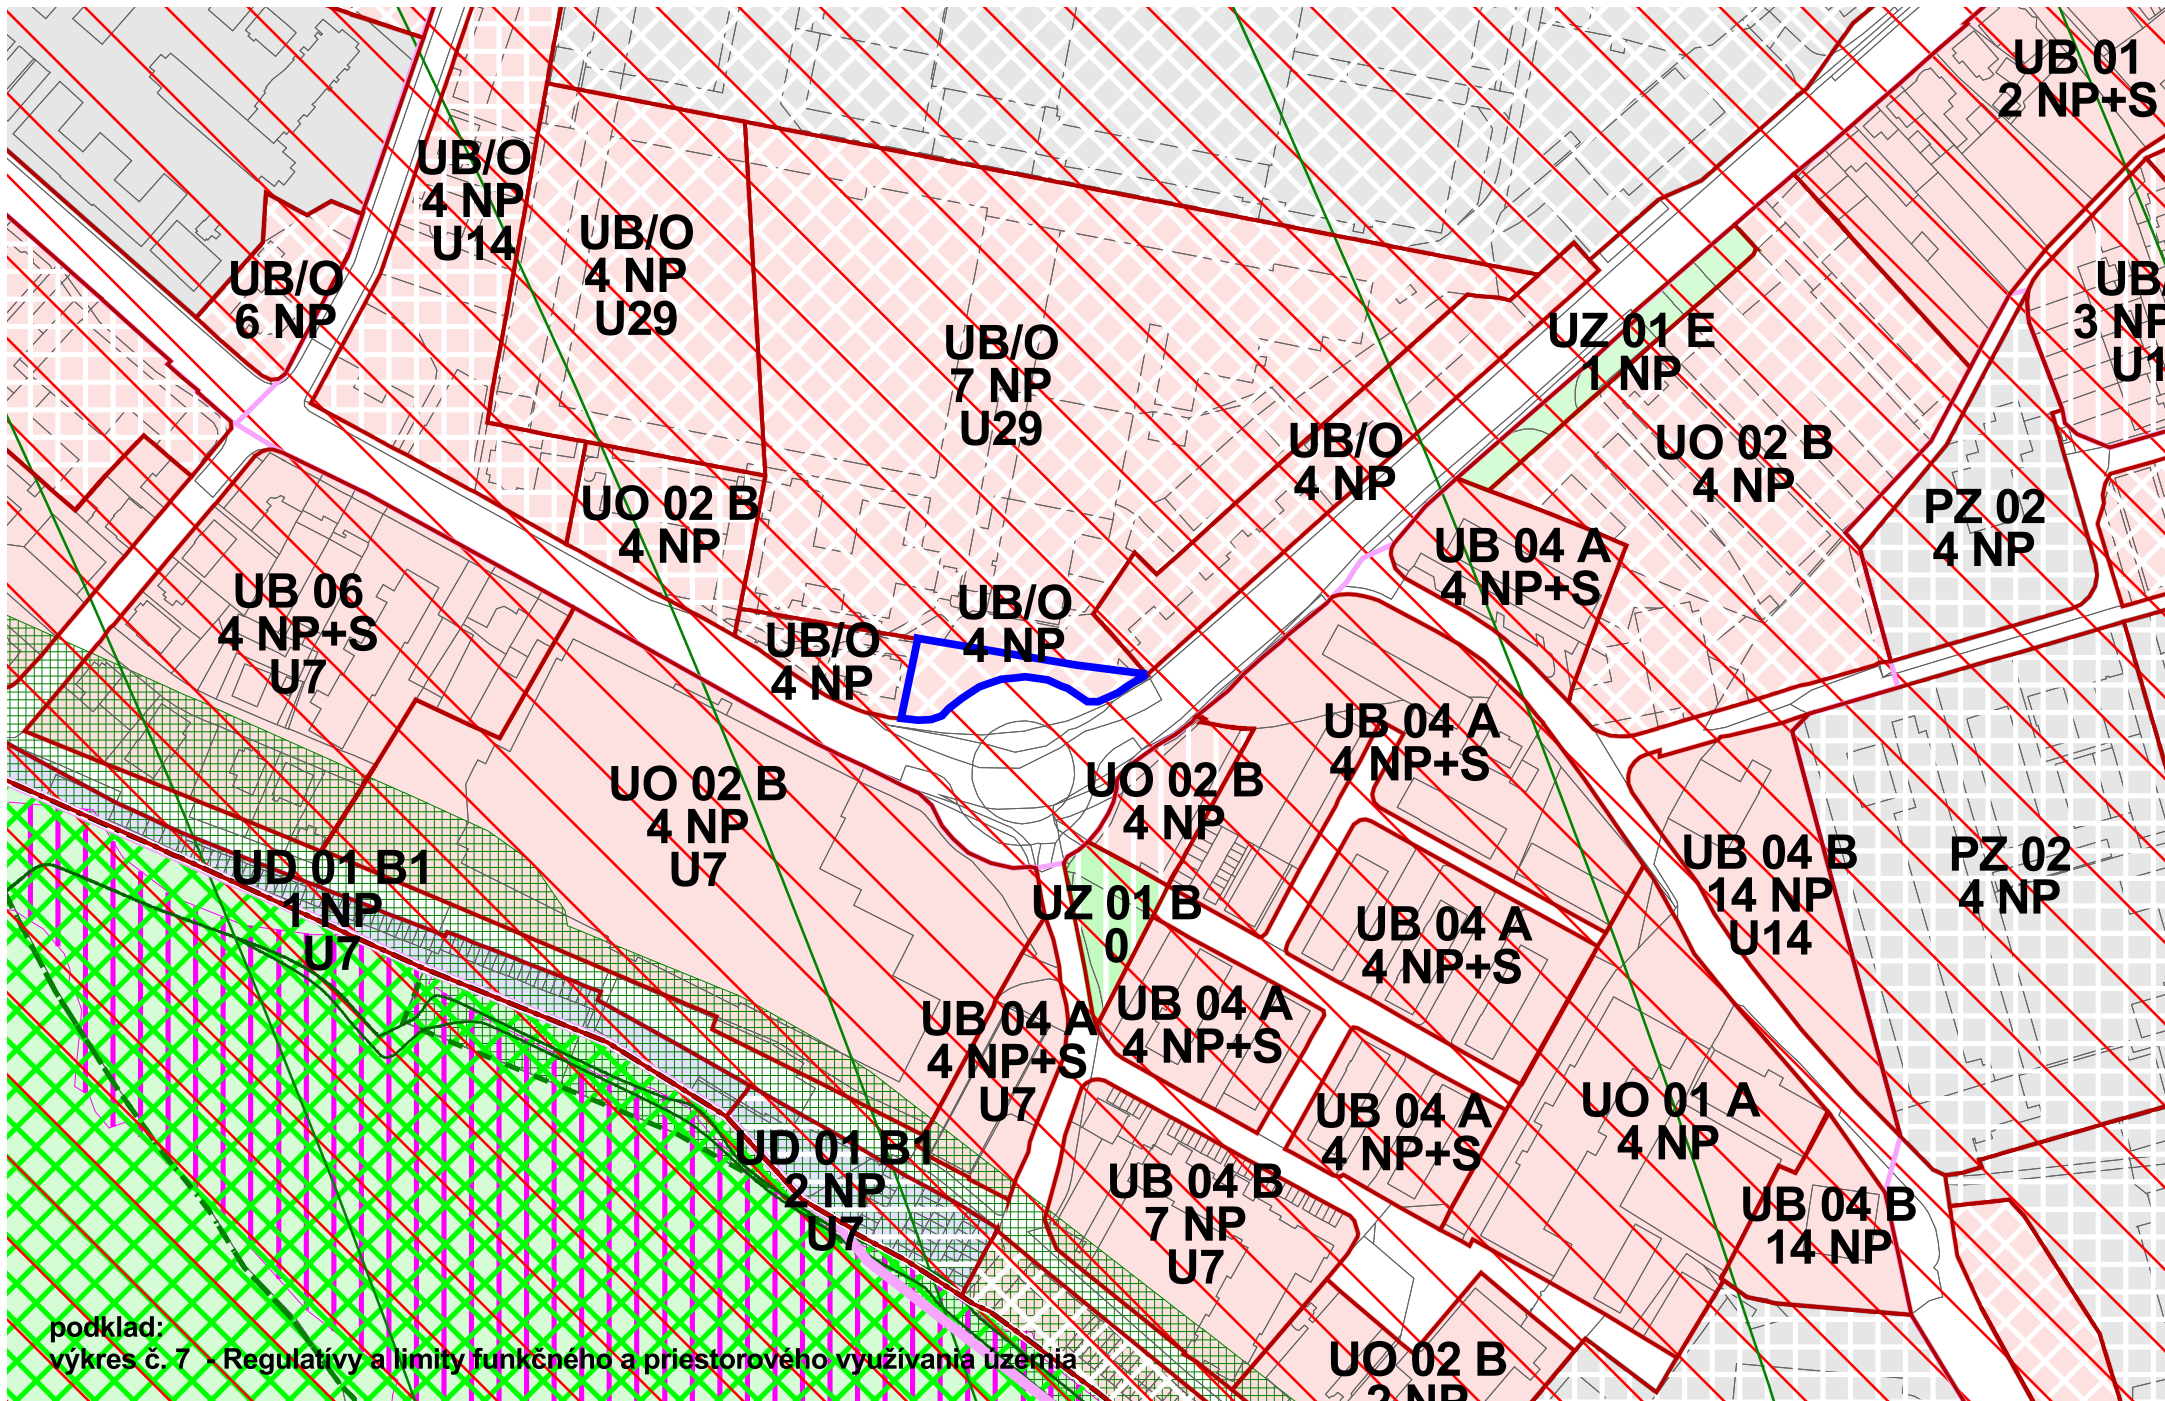 UB 01
2 NP+S
UB/O
4 NP
U14
UB/O
4 NP
U29
UB/O
6 NP
UB/
3 NP
U1
UZ 01 E
1 NP
UB/O
7 NP
U29
UB/O
4 NP
UO 02 B
4 NP
UO 02 B
4 NP
PZ 02
4 NP
UB 04 A
4 NP+S
UB 06
4 NP+S
U7
UB/O
4 NP
UB/O
4 NP
UB 04 A
4 NP+S
UO 02 B
4 NP
U7
UO 02 B
4 NP
UB 04 B
14 NP
U14
PZ 02
4 NP
UD 01 B1
1 NP
U7
UZ 01 B
0
UB 04 A
4 NP+S
UB 04 A
4 NP+S
U7
UB 04 A
4 NP+S
UO 01 A
4 NP
UB 04 A
4 NP+S
UD 01 B1
2 NP
U7
UB 04 B
7 NP
U7
UB 04 B
14 NP
UO 02 B
2 NP
podklad:
výkres č. 7 - Regulatívy a limity funkčného a priestorového využívania územia